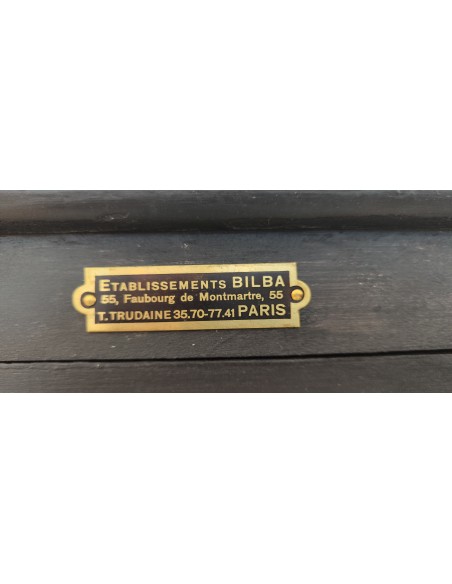 ETABLISSEMENTS BILBA
55, Faubourg de Montmartre, 55
T. TRUDAINE 35.70-77.41 PARIS